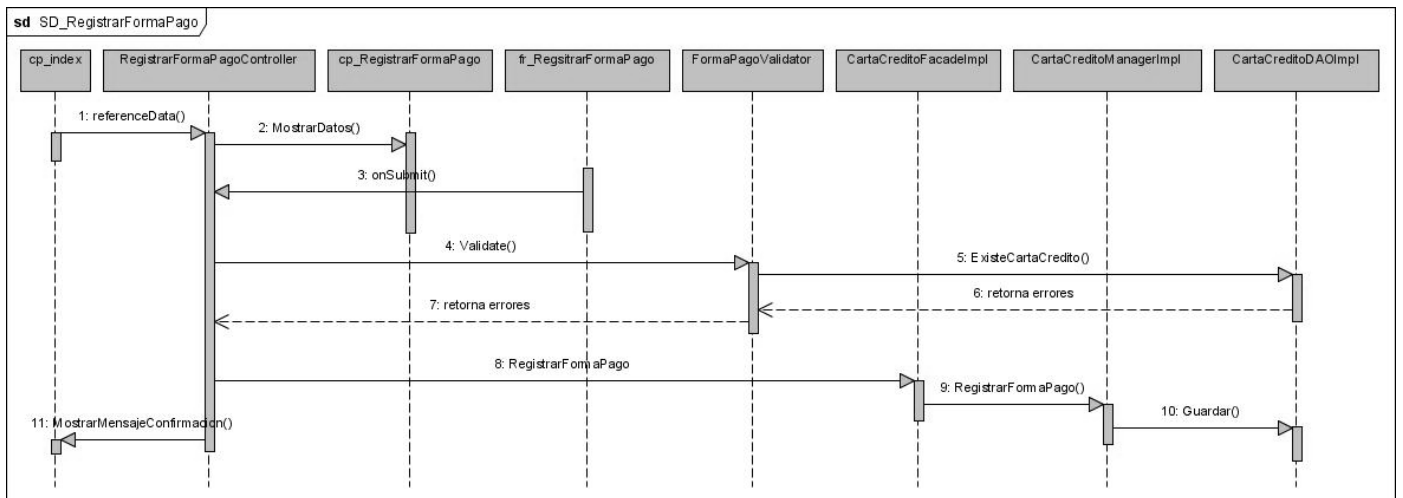 sd SD_RegistrarFormaPago
cp_index
RegistrarFormaPagoController
cp_RegistrarFormaPago
fr_RegsitrarFormaPago
FormaPagoValidator
CartaCreditoFacadeImpl
CartaCreditoManagerImpl
CartaCreditoDAOImpl
1: referenceData()
2: MostrarDatos()
3: onSubmit()
4: Validate()
5: ExisteCartaCredito()
6: retorna errores
7: retorna errores
8: RegistrarFormaPago
9: RegistrarFormaPago()
10: Guardar()
11: MostrarMensajeConfirmacion()